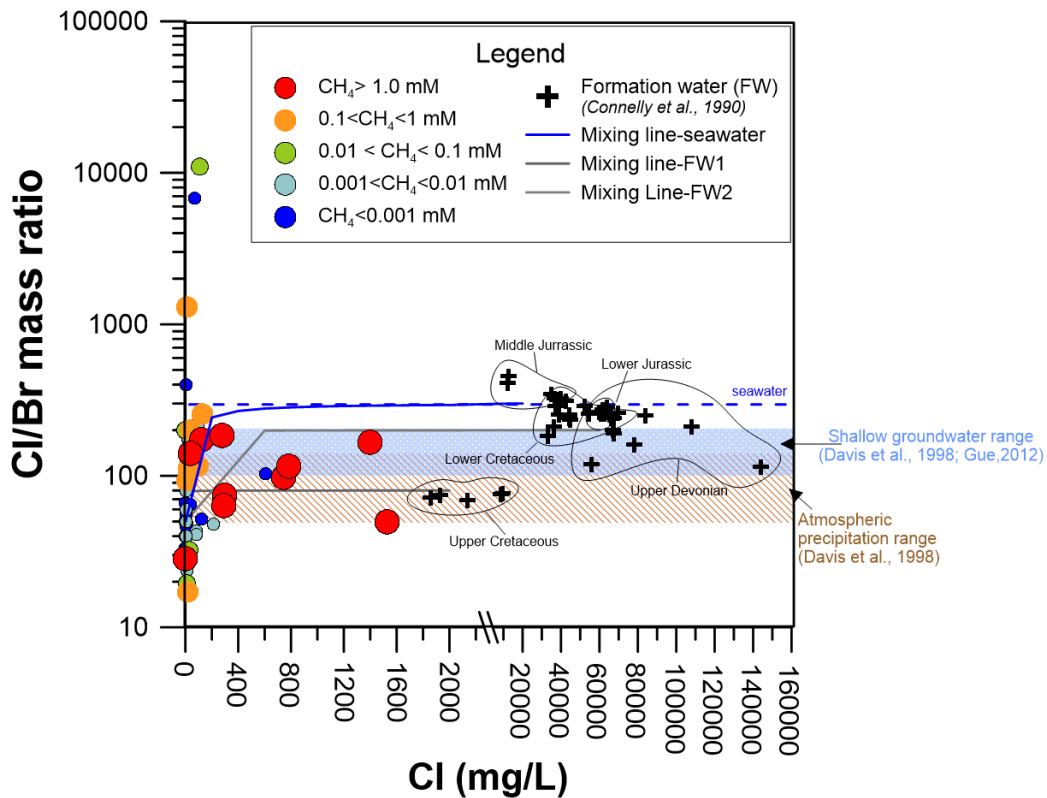 100000
10000
1000
100
10
Cl/Br mass ratio
Legend
CH4> 1.0 mM
0.1<CH4<1 mM
0.01 < CH4< 0.1 mM
0.001<CH4<0.01 mM
CH4<0.001 mM
Formation water (FW)
(Connelly et al., 1990)
Mixing line-seawater
Mixing line-FW1
Mixing Line-FW2
Middle Jurrassic
Lower Jurassic
seawater
Lower Cretaceous
Upper Devonian
Upper Cretaceous
Shallow groundwater range
(Davis et al., 1998; Gue,2012)
Atmospheric
precipitation range
(Davis et al., 1998)
0
400
800
1200
1600
2000
20000
40000
60000
80000
100000
120000
140000
160000
Cl (mg/L)